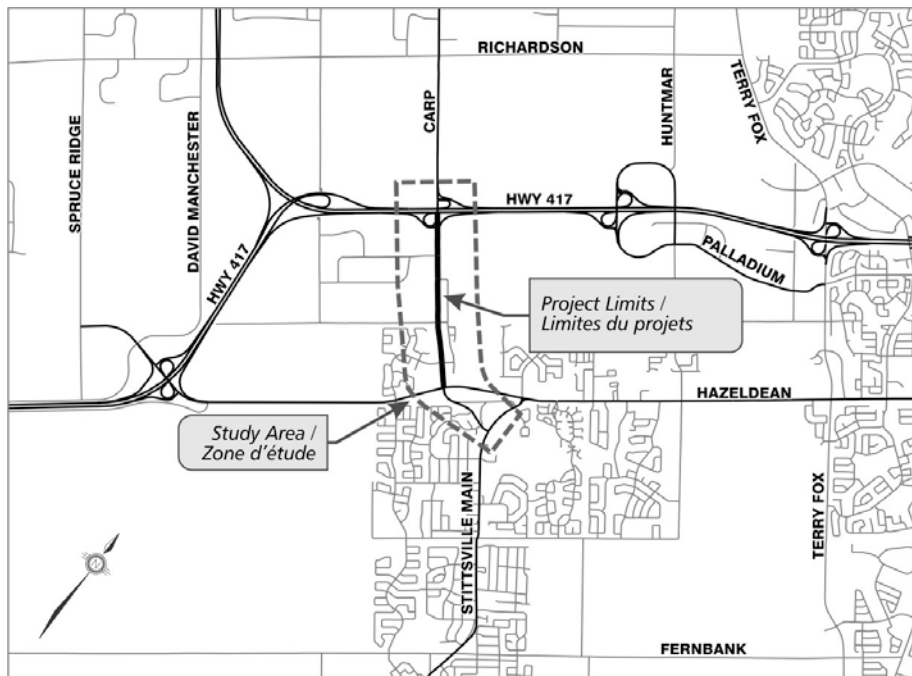 RICHARDSON
TERRY FOX
HUNTMAR
CARP
DAVID MANCHESTER
SPRUCE RIDGE
HWY 417
HWY 417
PALLADIUM
Project Limits /
Limites du projets
HAZELDEAN
Study Area /
Zone d'étude
STITTSVILLE MAIN
TERRY FOX
FERNBANK